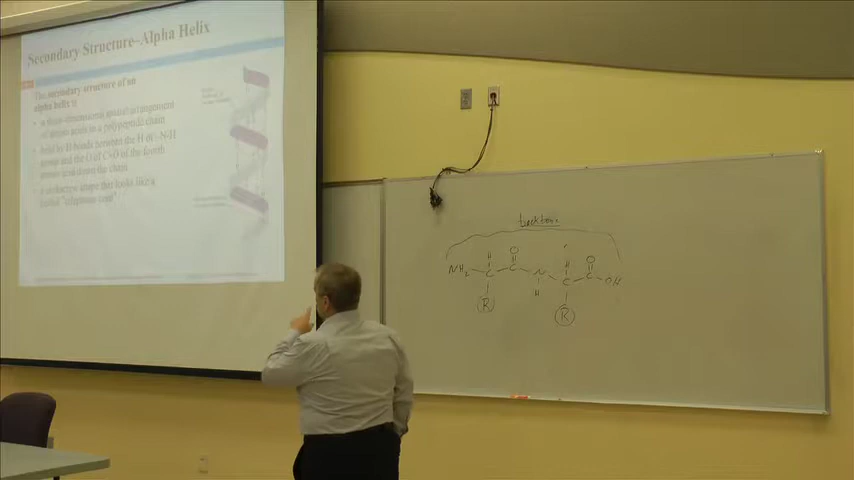 Secondary Structure–Alpha Helix
The secondary structure of an
alpha helix is
• a three-dimensional spatial arrangement
of amino acids in a polypeptide chain
• held by H bonds between the H of –N-H
group and the O of C=O of the fourth
amino acid down the chain
• a corkscrew shape that looks like a
coiled "telephone cord"
backbone
H O H O
NH2 C C N C C OH
H
R R